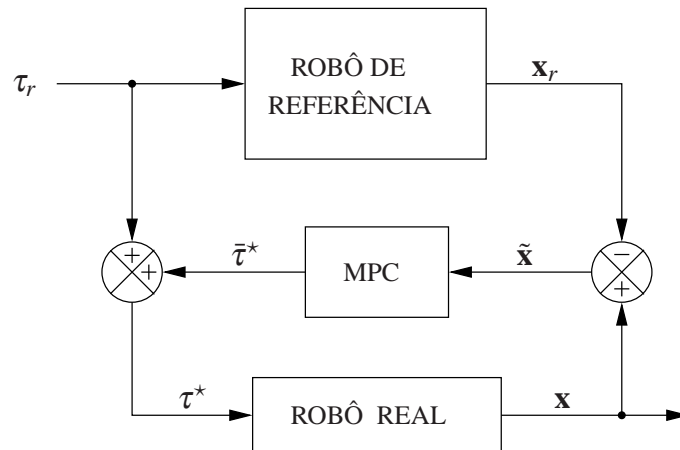 τ_r
ROBÔ DE
REFERÊNCIA
x_r
+
+
τ̄*
MPC
x̃
−
+
τ*
ROBÔ REAL
x